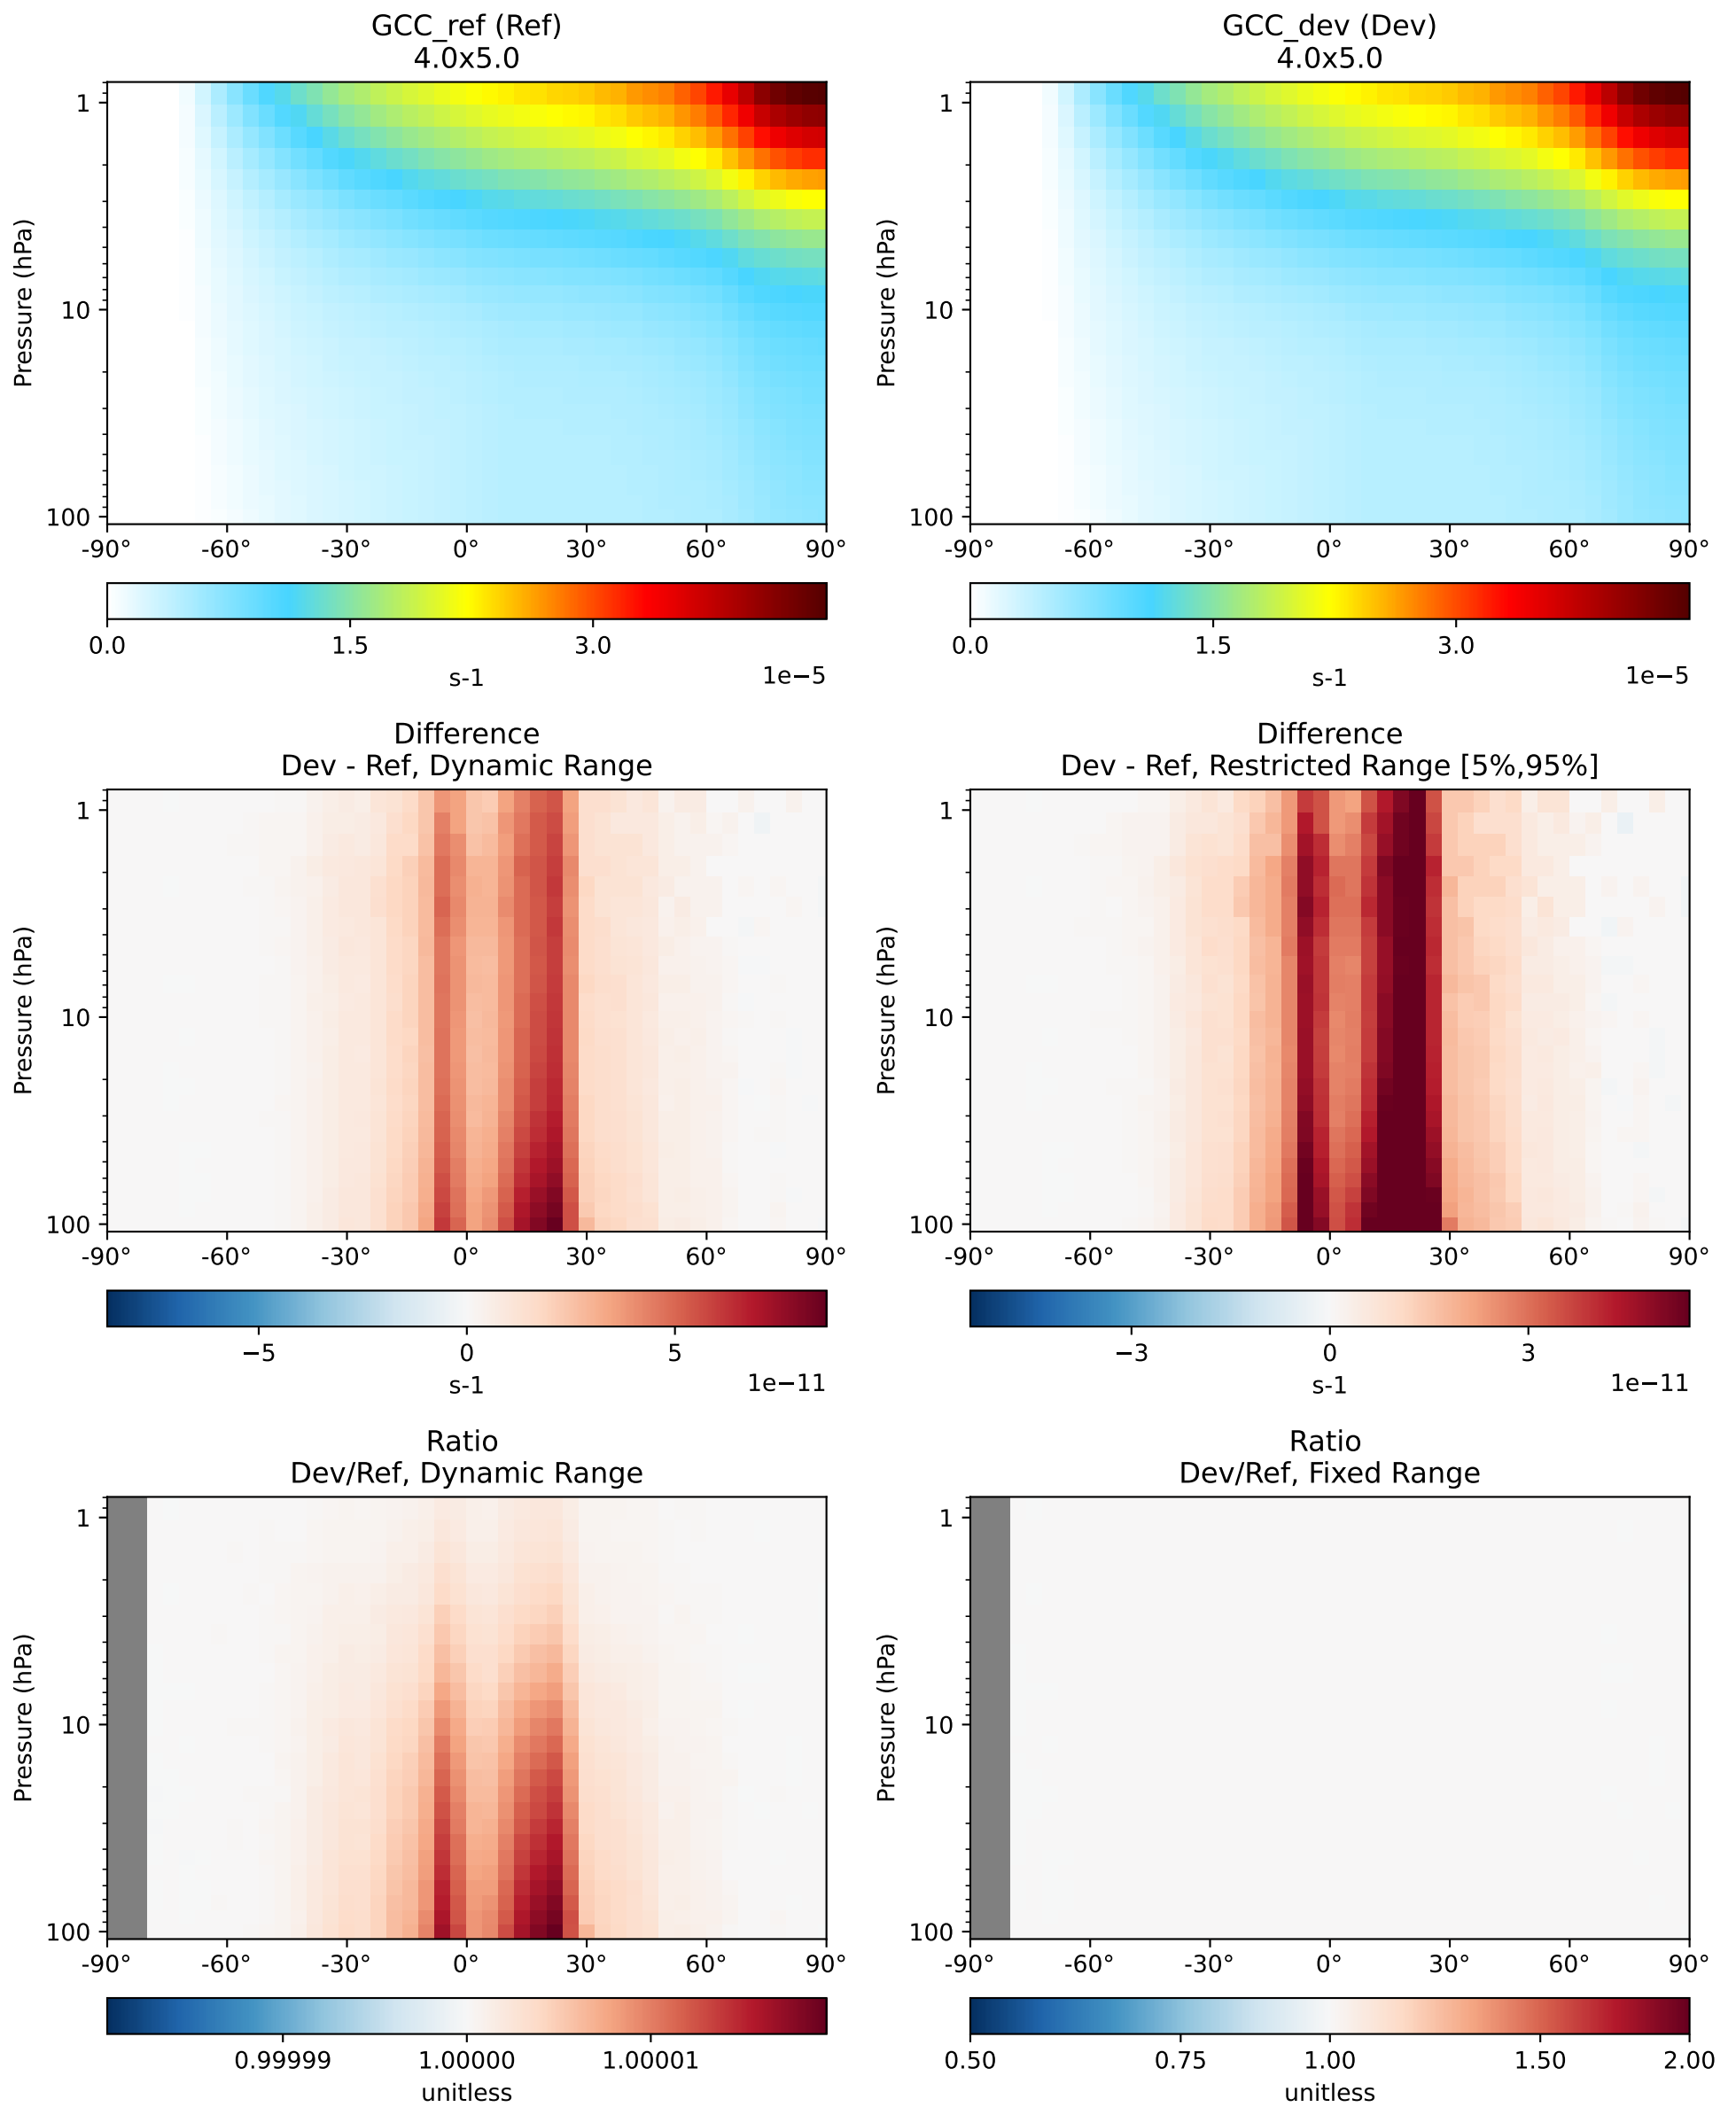 GCC_ref (Ref)
4.0x5.0
Pressure (hPa)
1
10
100
-90° -60° -30° 0° 30° 60° 90°
0.0 1.5 3.0
s-1
1e−5
GCC_dev (Dev)
4.0x5.0
Pressure (hPa)
1
10
100
-90° -60° -30° 0° 30° 60° 90°
0.0 1.5 3.0
s-1
1e−5
Difference
Dev - Ref, Dynamic Range
Pressure (hPa)
1
10
100
-90° -60° -30° 0° 30° 60° 90°
−5 0 5
s-1
1e−11
Difference
Dev - Ref, Restricted Range [5%,95%]
Pressure (hPa)
1
10
100
-90° -60° -30° 0° 30° 60° 90°
−3 0 3
s-1
1e−11
Ratio
Dev/Ref, Dynamic Range
Pressure (hPa)
1
10
100
-90° -60° -30° 0° 30° 60° 90°
0.99999 1.00000 1.00001
unitless
Ratio
Dev/Ref, Fixed Range
Pressure (hPa)
1
10
100
-90° -60° -30° 0° 30° 60° 90°
0.50 0.75 1.00 1.50 2.00
unitless